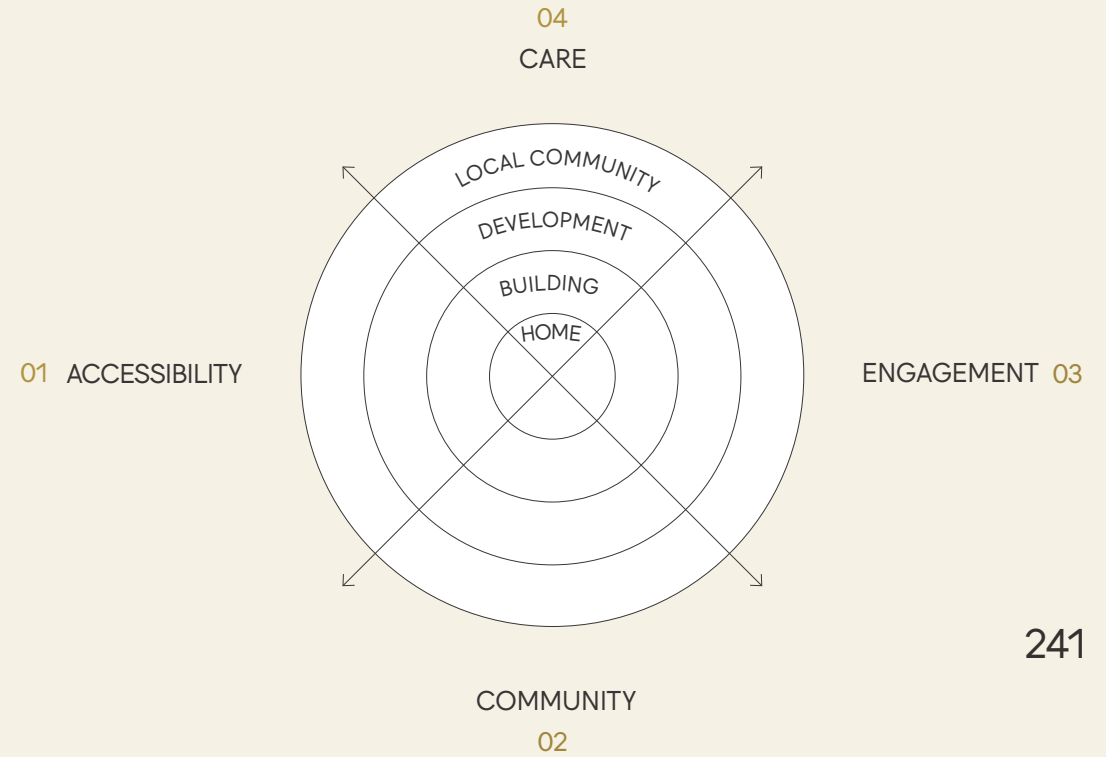 04
CARE
LOCAL COMMUNITY
DEVELOPMENT
BUILDING
HOME
01 ACCESSIBILITY
ENGAGEMENT 03
241
COMMUNITY
02